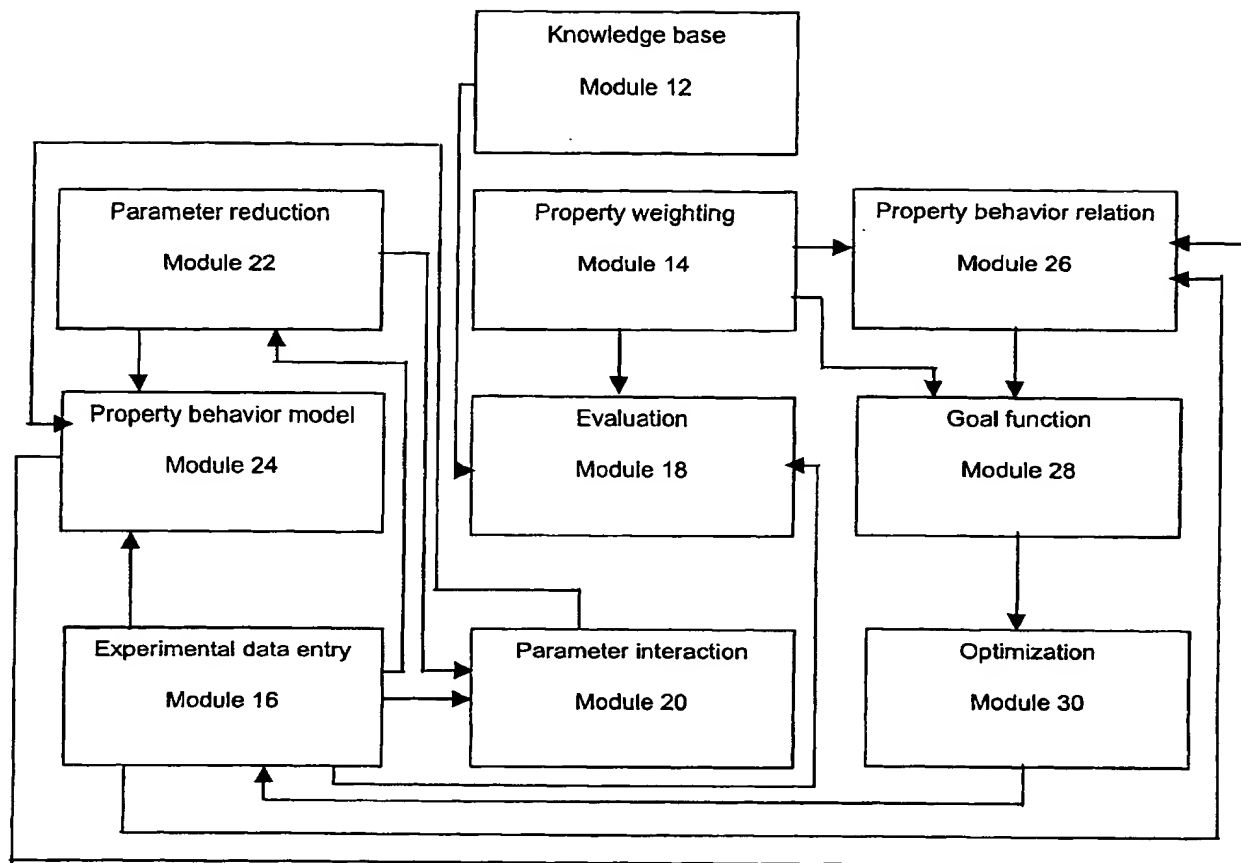 Knowledge base
Module 12
Parameter reduction
Module 22
Property weighting
Module 14
Property behavior relation
Module 26
Property behavior model
Module 24
Evaluation
Module 18
Goal function
Module 28
Experimental data entry
Module 16
Parameter interaction
Module 20
Optimization
Module 30